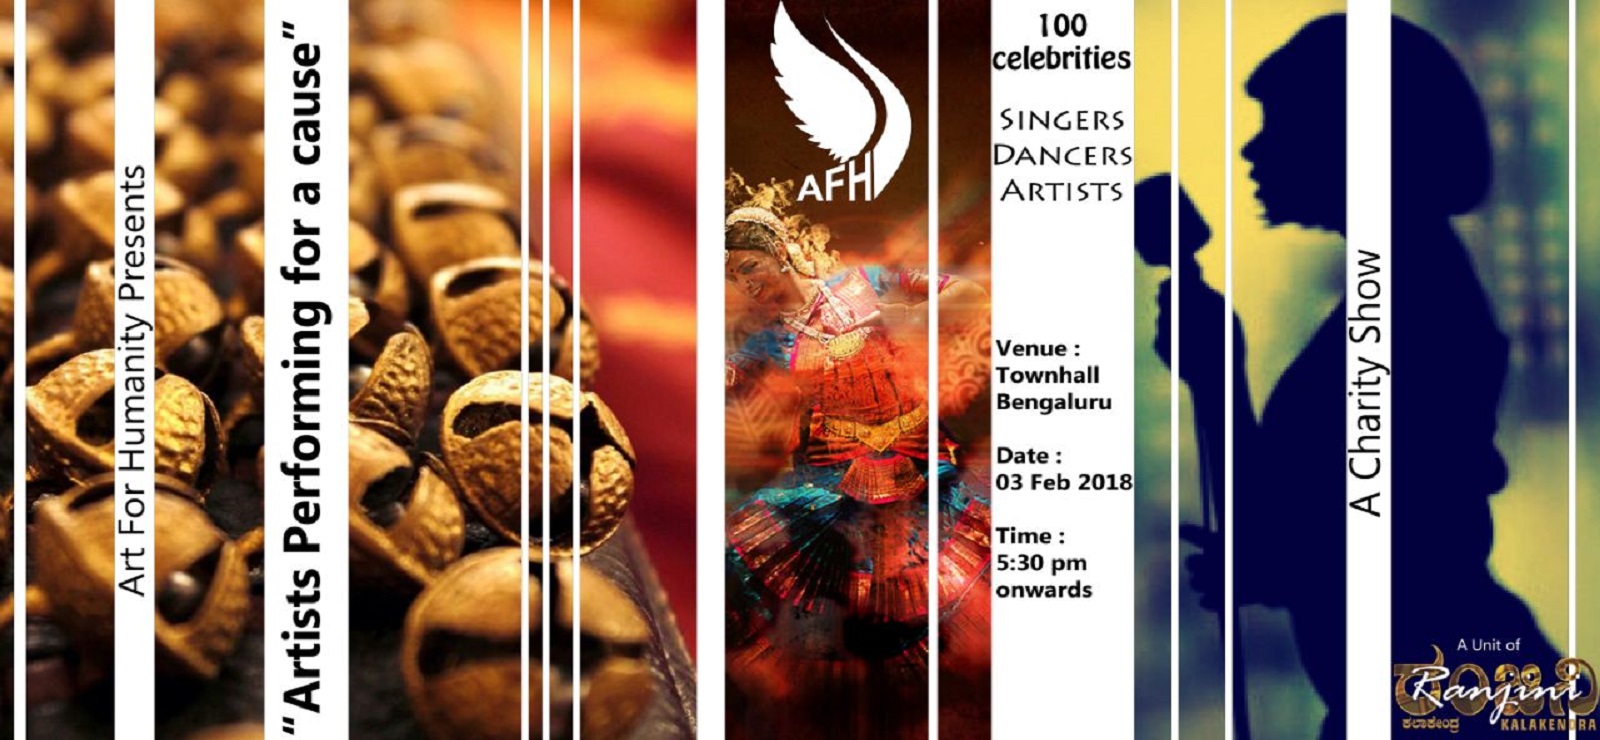 Art For Humanity Presents
"Artists Performing for a cause"
AFH
100
celebrities
SINGERS
DANCERS
ARTISTS
Venue :
Townhall
Bengaluru
Date :
03 Feb 2018
Time :
5:30 pm
onwards
A Charity Show
A Unit of
ರಂಜಿನಿ
Ranjini
ಕಲಾಕೇಂದ್ರ
KALAKENDRA